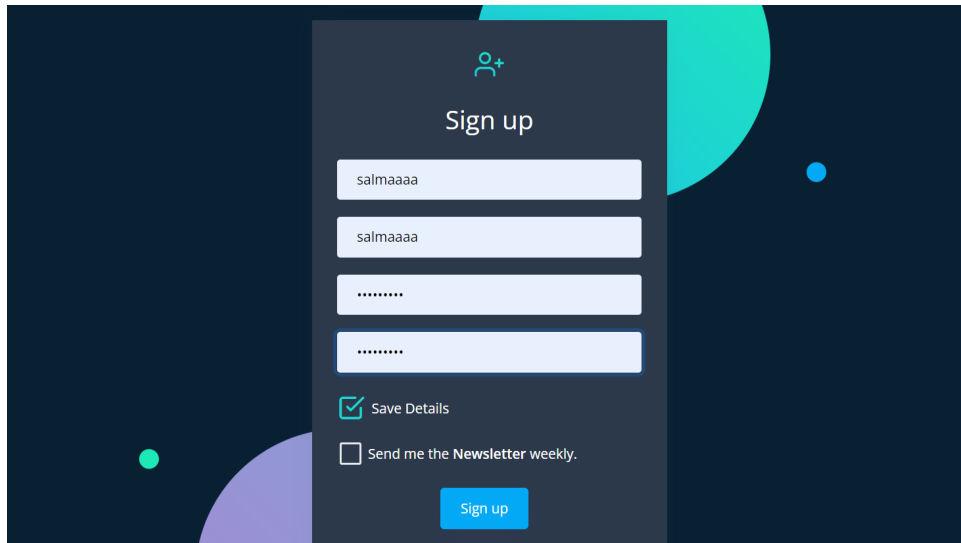 Sign up
salmaaaa
salmaaaa
•••••••••
•••••••••
Save Details
Send me the Newsletter weekly.
Sign up